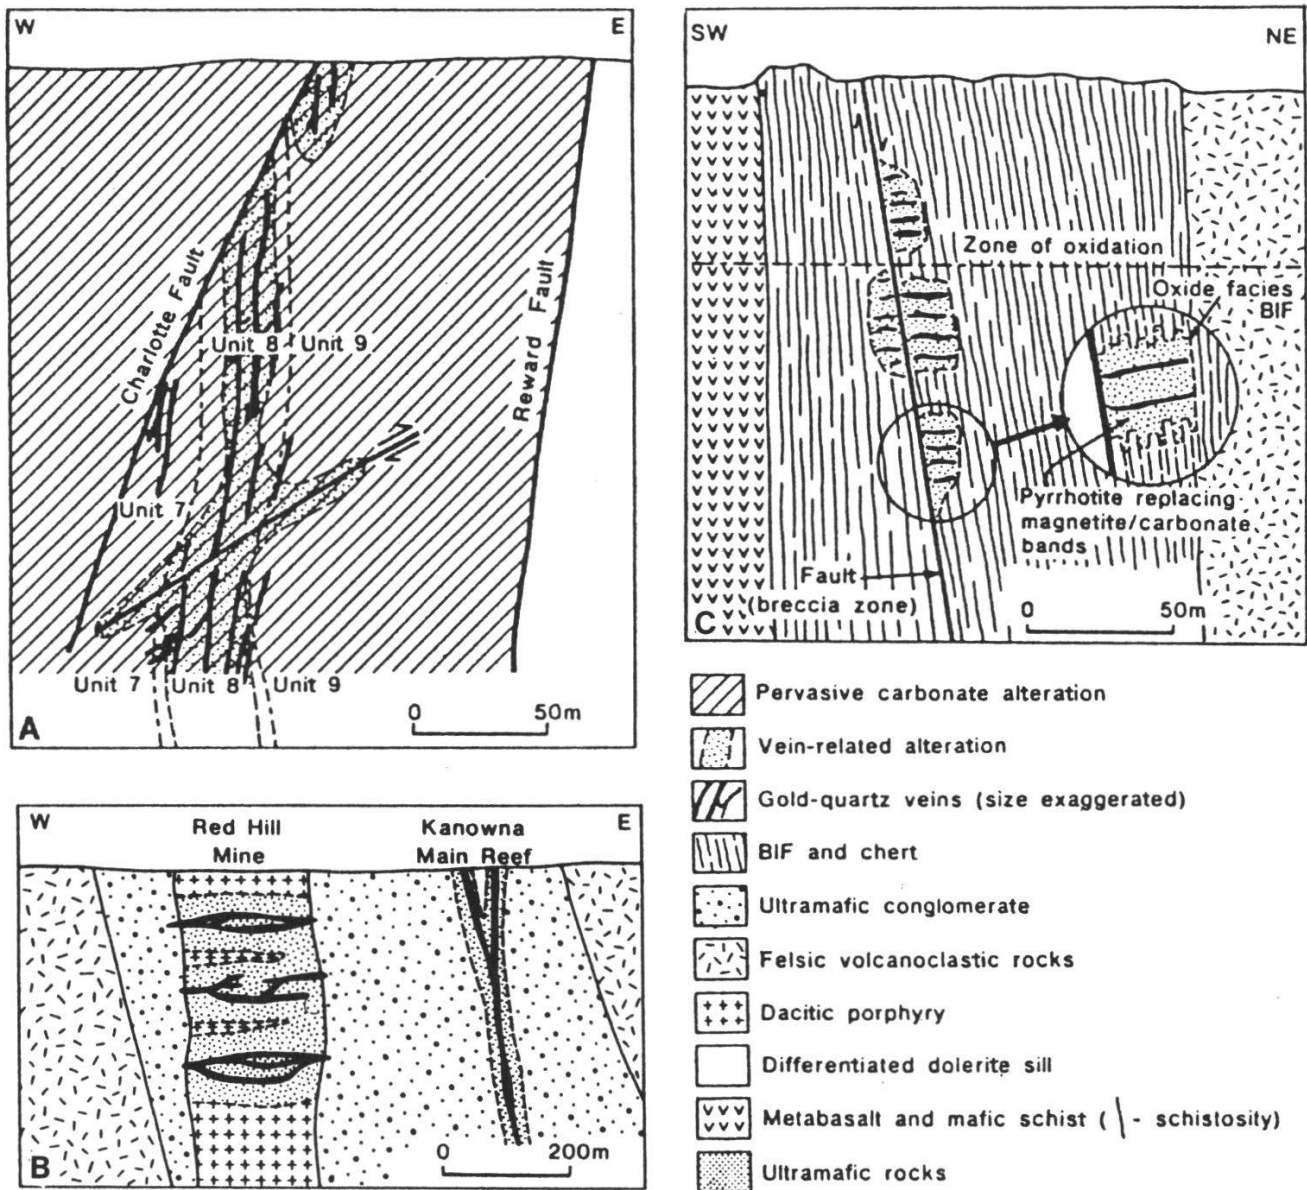 W
E
Charlotte Fault
Unit 8
Unit 9
Reward Fault
Unit 7
Unit 7
Unit 8
Unit 9
A
0
50m
SW
NE
Zone of oxidation
Oxide facies
BIF
Pyrrhotite replacing
magnetite/carbonate
bands
Fault
(breccia zone)
0
50m
C
W
Red Hill
Mine
Kanowna
Main Reef
E
B
0
200m
Pervasive carbonate alteration
Vein-related alteration
Gold-quartz veins (size exaggerated)
BIF and chert
Ultramafic conglomerate
Felsic volcanoclastic rocks
Dacitic porphyry
Differentiated dolerite sill
Metabasalt and mafic schist ( \ - schistosity)
Ultramafic rocks